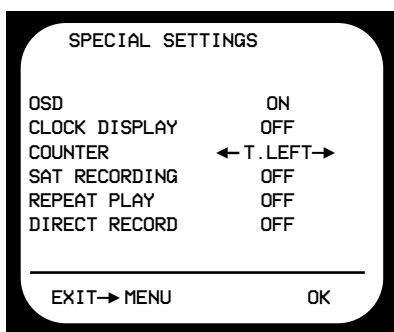 SPECIAL SETTINGS
OSD ON
CLOCK DISPLAY OFF
COUNTER ←T.LEFT→
SAT RECORDING OFF
REPEAT PLAY OFF
DIRECT RECORD OFF
EXIT→ MENU OK